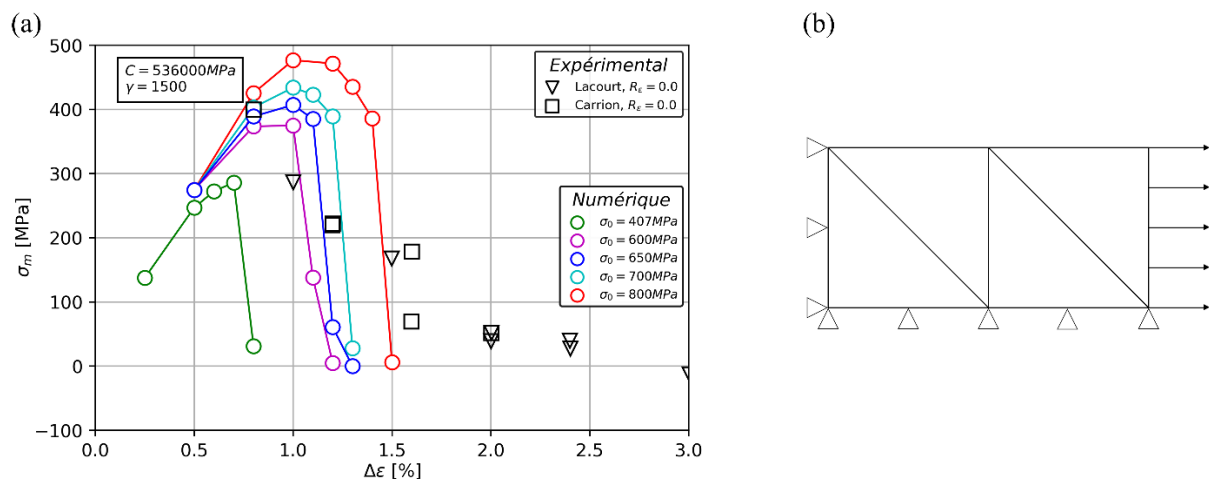 (a)
(b)
C = 536000MPa
γ = 1500
Expérimental
Lacourt, Rε = 0.0
Carrion, Rε = 0.0
Numérique
σ0 = 407MPa
σ0 = 600MPa
σ0 = 650MPa
σ0 = 700MPa
σ0 = 800MPa
σm [MPa]
500
400
300
200
100
0
−100
0.0 0.5 1.0 1.5 2.0 2.5 3.0
Δε [%]